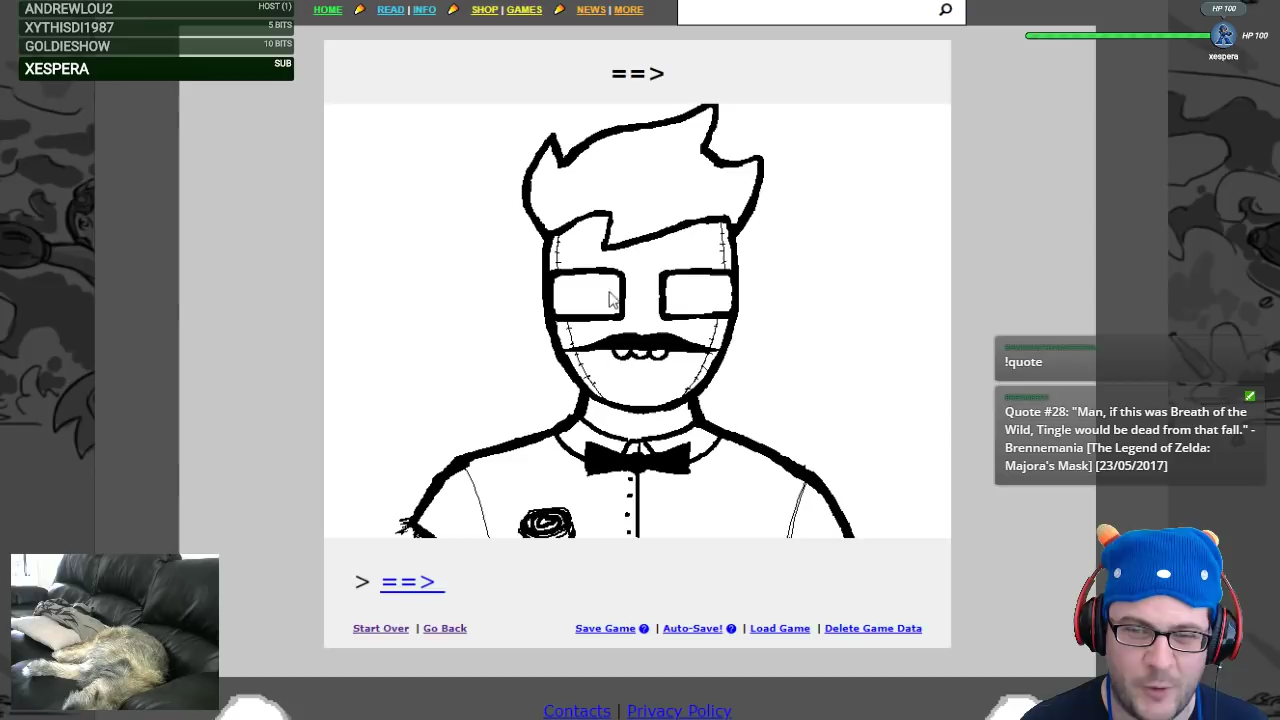 ANDREWLOU2 HOST (1)
XYTHISDI1987 5 BITS
GOLDIESHOW 10 BITS
XESPERA SUB
HOME READ | INFO SHOP | GAMES NEWS | MORE
HP 100
HP 100
xespera
==>
!quote
Quote #28: "Man, if this was Breath of the
Wild, Tingle would be dead from that fall." -
Brennemania [The Legend of Zelda:
Majora's Mask] [23/05/2017]
> ==>
Start Over | Go Back Save Game ? | Auto-Save! ? | Load Game | Delete Game Data
Contacts | Privacy Policy